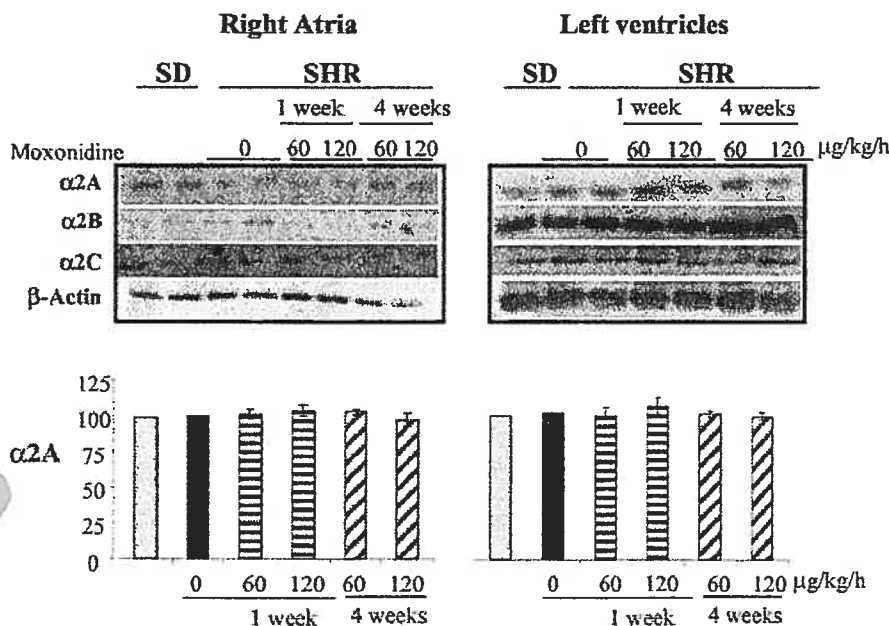 Right Atria Left ventricles
SD SHR SD SHR
1 week 4 weeks 1 week 4 weeks
Moxonidine 0 60 120 60 120 0 60 120 60 120 μg/kg/h
α2A
α2B
α2C
β-Actin
125
100
75
50
25
0
α2A
0 60 120 60 120 0 60 120 60 120 μg/kg/h
1 week 4 weeks 1 week 4 weeks